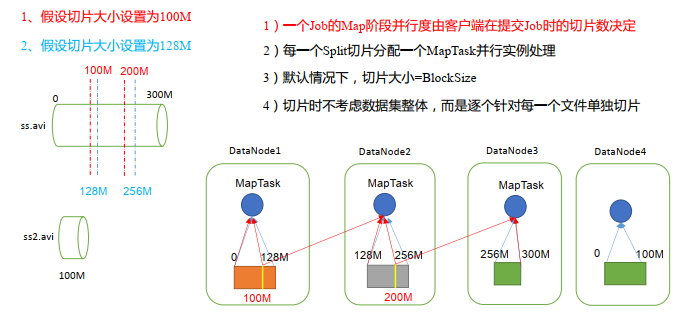 1、假设切片大小设置为100M
2、假设切片大小设置为128M
1）一个Job的Map阶段并行度由客户端在提交Job时的切片数决定
2）每一个Split切片分配一个MapTask并行实例处理
3）默认情况下，切片大小=BlockSize
4）切片时不考虑数据集整体，而是逐个针对每一个文件单独切片
100M 200M
0 300M
ss.avi
128M 256M
ss2.avi
100M
DataNode1 DataNode2 DataNode3 DataNode4
MapTask MapTask MapTask
0 128M 128M 256M 256M 300M 0 100M
100M 200M